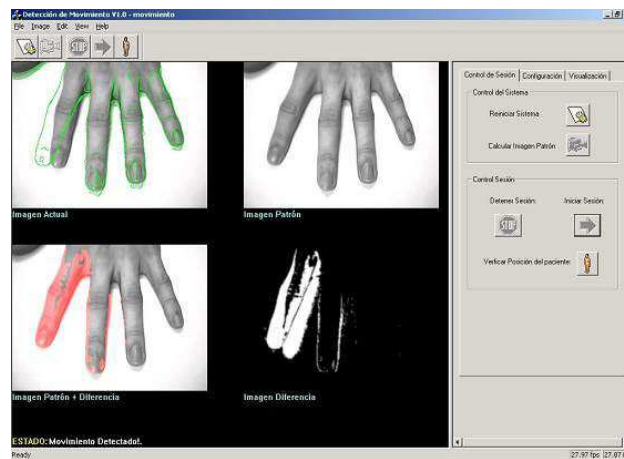 Detección de Movimiento V1.0 - movimiento
File Image Edit View Help
STOP
Control de Sesión Configuración Visualización
Control del Sistema
Reiniciar Sistema
Calcular Imagen Patrón
Imagen Actual Imagen Patrón
Control Sesión
Detener Sesión: Iniciar Sesión:
STOP
Verificar Posición del paciente:
Imagen Patrón + Diferencia Imagen Diferencia
ESTADO: Movimiento Detectado!.
Ready 27.97 fps